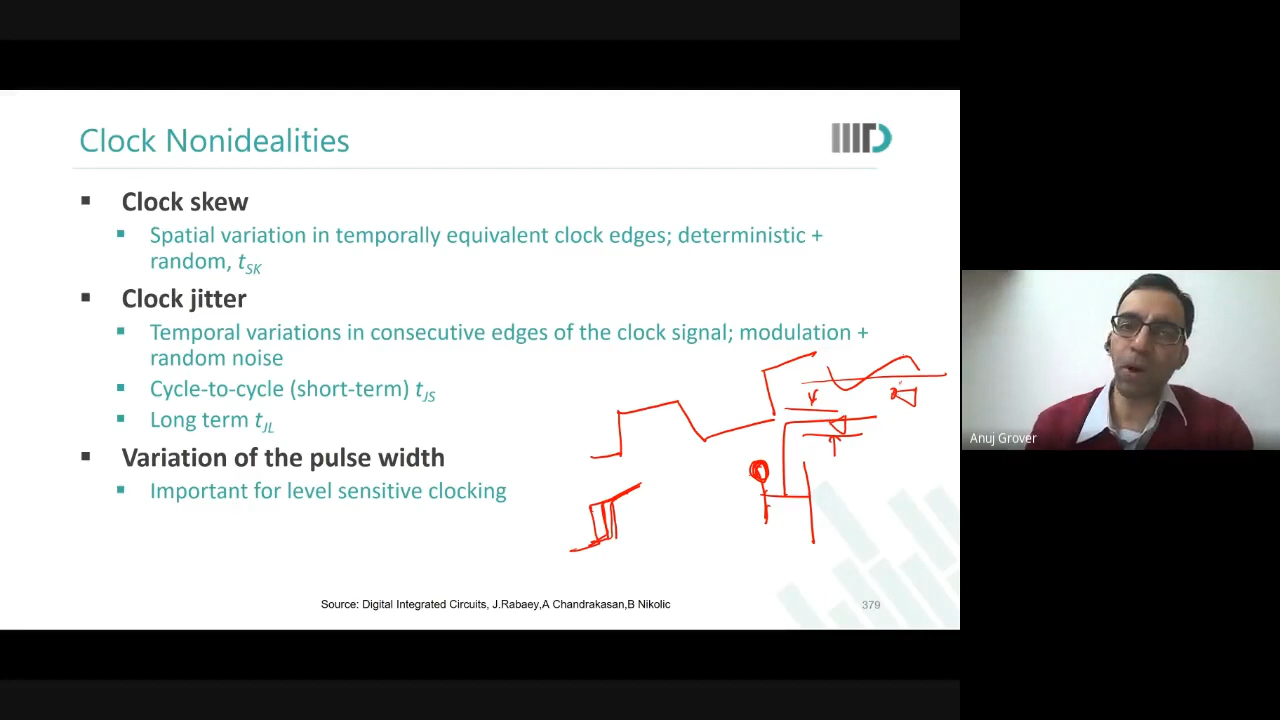 Clock Nonidealities
IIITD
▪ Clock skew
▪ Spatial variation in temporally equivalent clock edges; deterministic +
random, tSK
▪ Clock jitter
▪ Temporal variations in consecutive edges of the clock signal; modulation +
random noise
▪ Cycle-to-cycle (short-term) tJS
▪ Long term tJL
▪ Variation of the pulse width
▪ Important for level sensitive clocking
Anuj Grover
Source: Digital Integrated Circuits, J.Rabaey,A Chandrakasan,B Nikolic
379